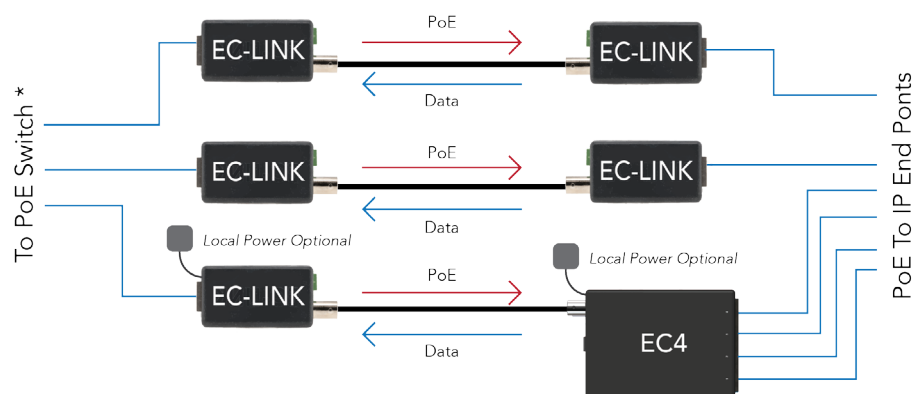 To PoE Switch *
EC-LINK
PoE
Data
EC-LINK
EC-LINK
PoE
Data
EC-LINK
Local Power Optional
EC-LINK
PoE
Data
Local Power Optional
EC4
PoE To IP End Ponts